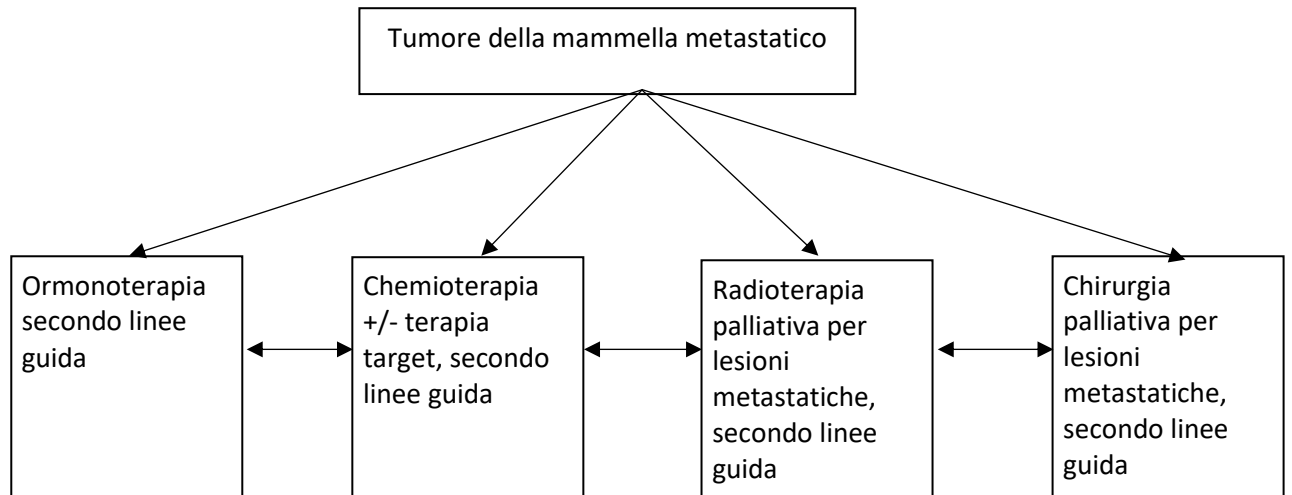 Tumore della mammella metastatico
Ormonoterapia
secondo linee
guida
Chemioterapia
+/- terapia
target, secondo
linee guida
Radioterapia
palliativa per
lesioni
metastatiche,
secondo linee
guida
Chirurgia
palliativa per
lesioni
metastatiche,
secondo linee
guida